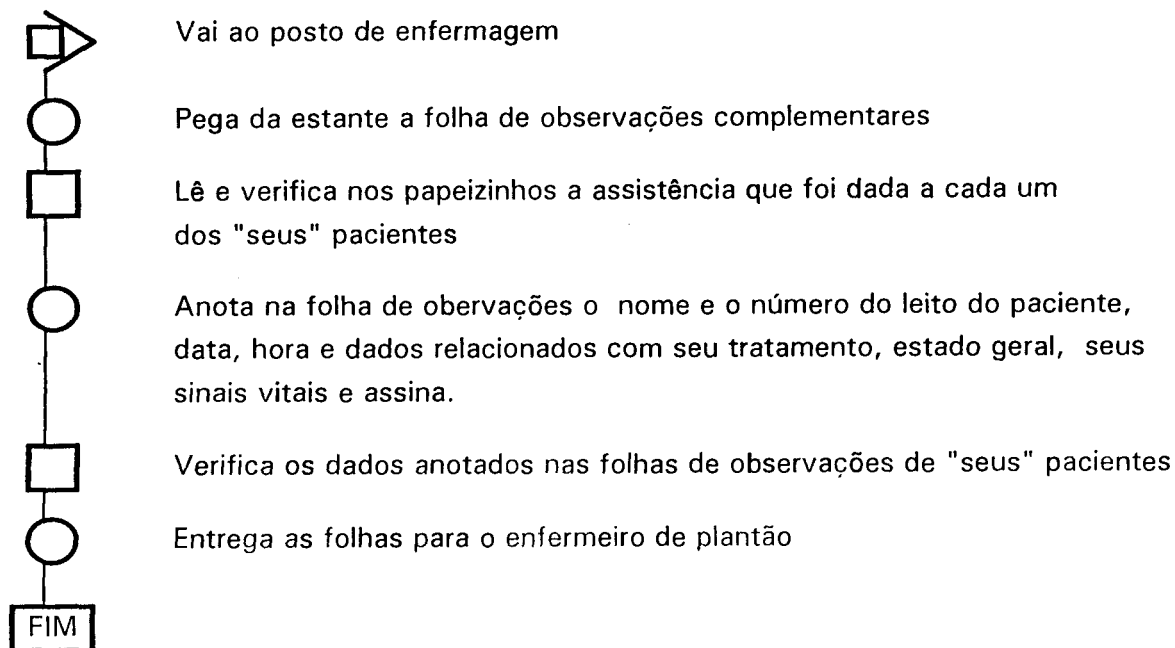 Vai ao posto de enfermagem
Pega da estante a folha de observações complementares
Lê e verifica nos papeizinhos a assistência que foi dada a cada um
dos "seus" pacientes
Anota na folha de obervações o nome e o número do leito do paciente,
data, hora e dados relacionados com seu tratamento, estado geral, seus
sinais vitais e assina.
Verifica os dados anotados nas folhas de observações de "seus" pacientes
Entrega as folhas para o enfermeiro de plantão
FIM